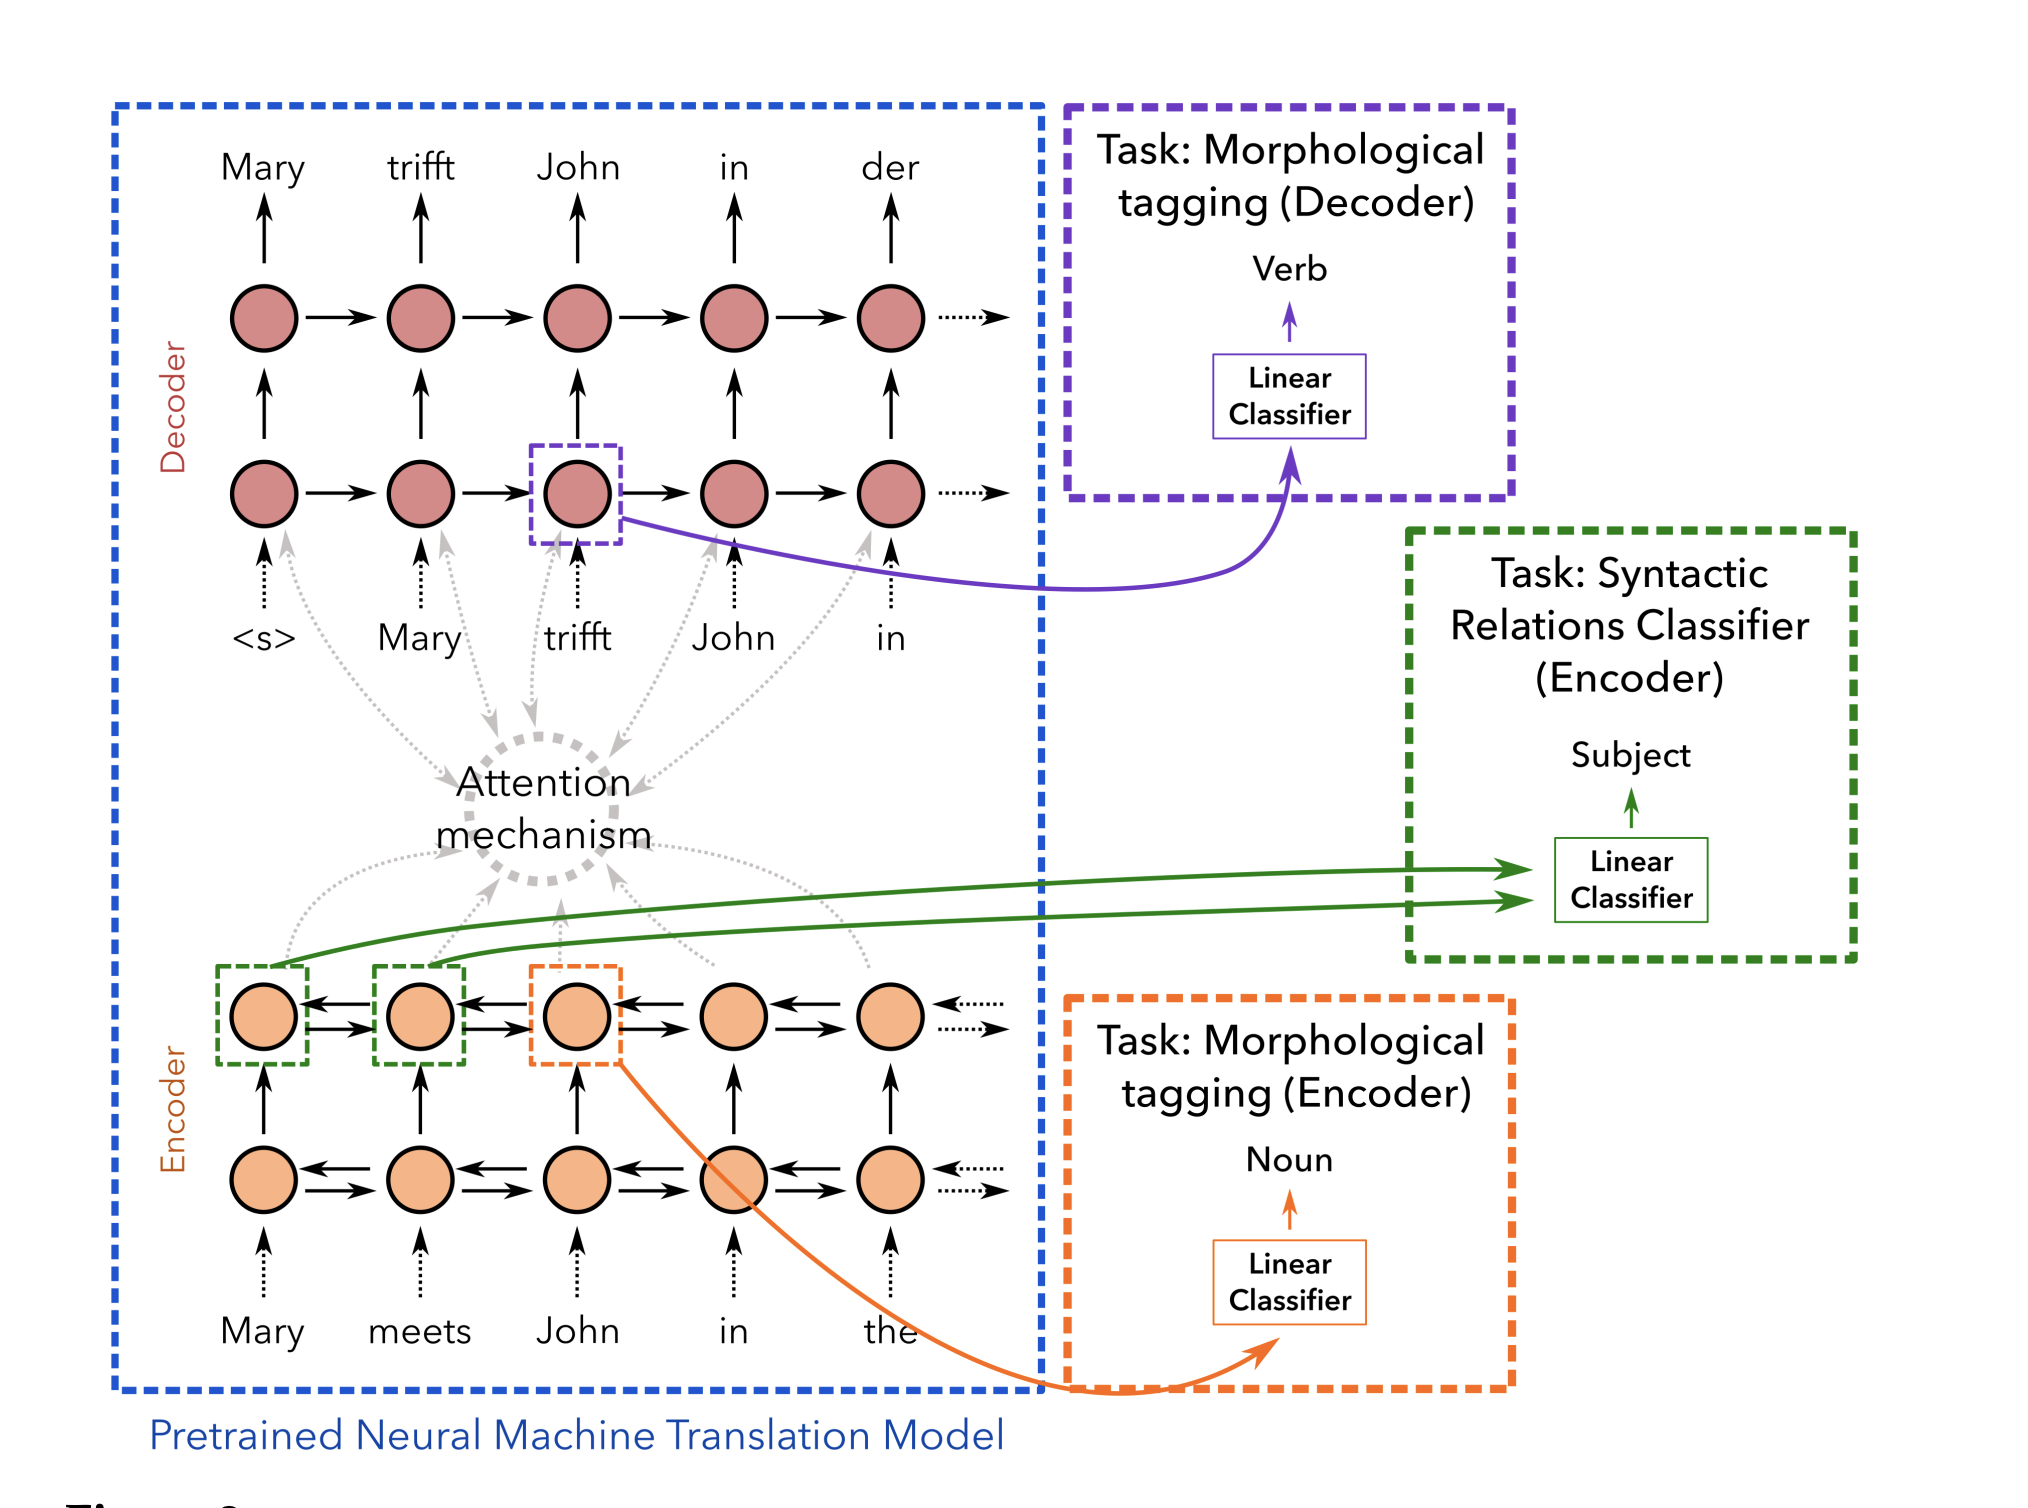 Mary trifft John in der
Decoder
<s> Mary trifft John in
Attention
mechanism
Encoder
Mary meets John in the
Pretrained Neural Machine Translation Model
Task: Morphological
tagging (Decoder)
Verb
Linear
Classifier
Task: Syntactic
Relations Classifier
(Encoder)
Subject
Linear
Classifier
Task: Morphological
tagging (Encoder)
Noun
Linear
Classifier